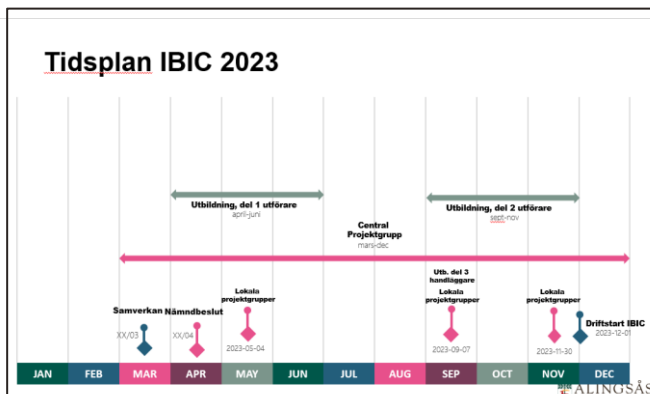 Tidsplan IBIC 2023
Utbildning, del 1 utförare
april-juni
Utbildning, del 2 utförare
sept-nov
Central
Projektgrupp
mars-dec
Utb. del 3
handläggare
Lokala
projektgrupper
Lokala
projektgrupper
Lokala
projektgrupper
Samverkan
Nämndbeslut
XX/03
XX/04
2023-05-04
2023-09-07
2023-11-30
Driftstart IBIC
2023-12-01
JAN FEB MAR APR MAY JUN JUL AUG SEP OCT NOV DEC
ALINGSÅS